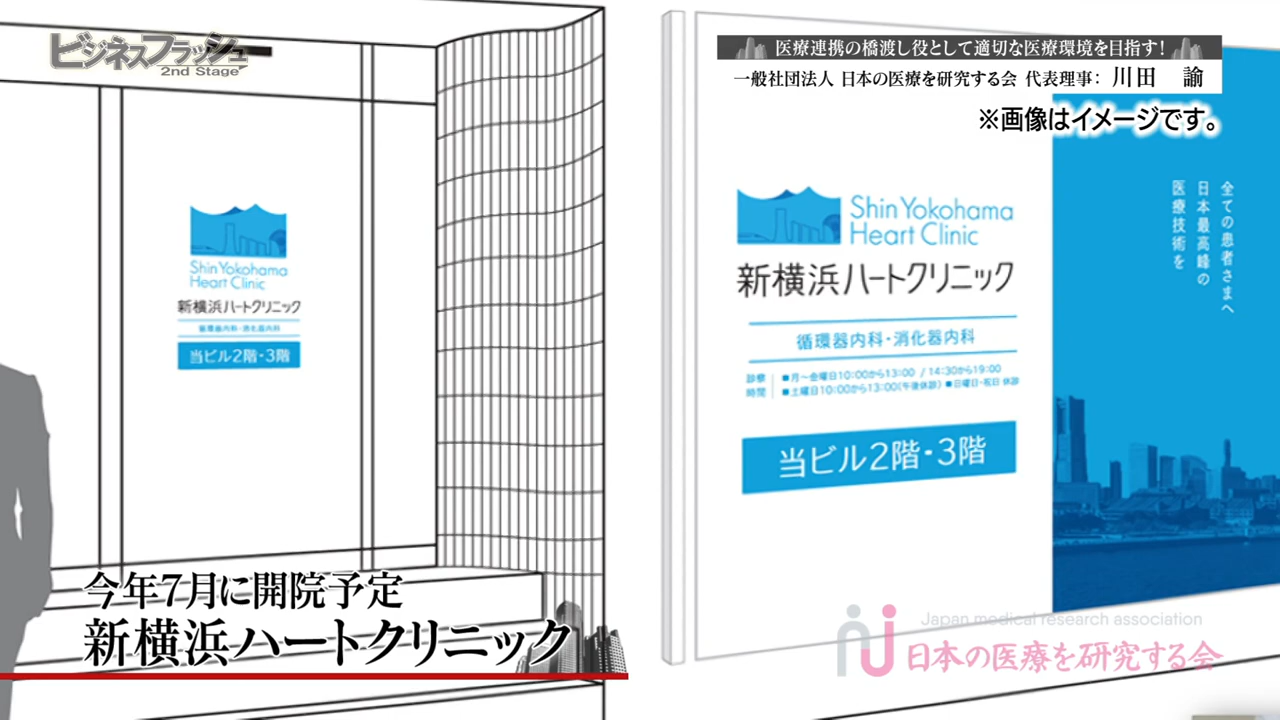 ビジネスフラッシュ
2nd Stage
医療連携の橋渡し役として適切な医療環境を目指す!
一般社団法人 日本の医療を研究する会 代表理事: 川田 諭
※画像はイメージです。
Shin Yokohama
Heart Clinic
新横浜ハートクリニック
循環器内科・消化器内科
当ビル2階・3階
Shin Yokohama
Heart Clinic
新横浜ハートクリニック
循環器内科・消化器内科
診察 ■月～金曜日10:00から13:00 / 14:30から19:00
時間 ■土曜日10:00から13:00(午後休診) ■日曜日・祝日 休診
当ビル2階・3階
全ての患者さまへ
日本最高峰の
医療技術を
今年7月に開院予定
新横浜ハートクリニック
Japan medical research association
日本の医療を研究する会